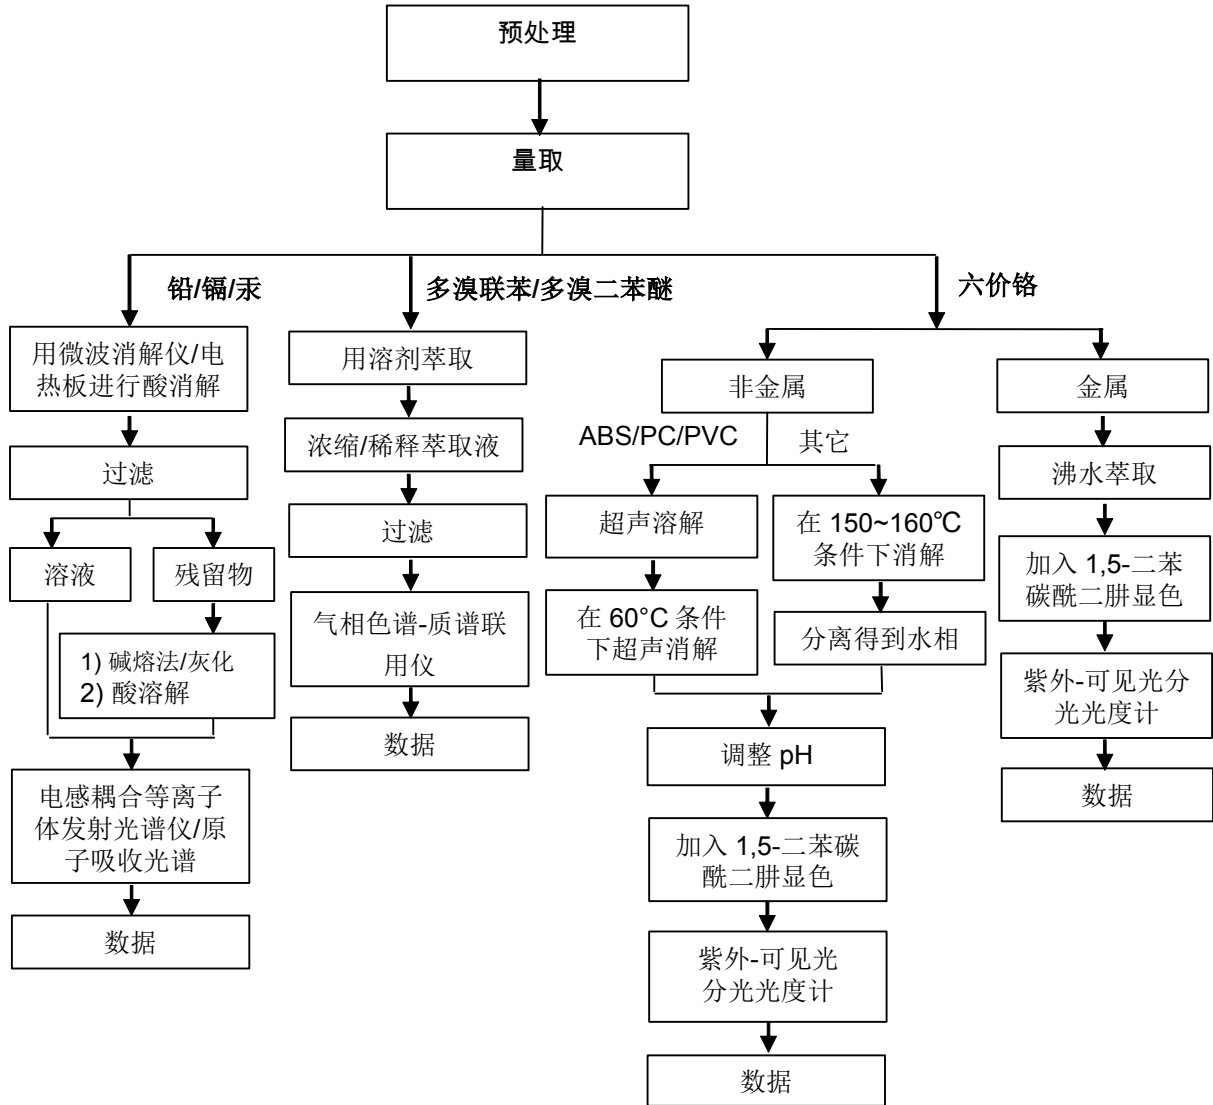 预处理
量取
铅/镉/汞
多溴联苯/多溴二苯醚
六价铬
用微波消解仪/电
热板进行酸消解
过滤
溶液
残留物
1) 碱熔法/灰化
2) 酸溶解
电感耦合等离子
体发射光谱仪/原
子吸收光谱
数据
用溶剂萃取
浓缩/稀释萃取液
过滤
气相色谱-质谱联
用仪
数据
非金属
ABS/PC/PVC
其它
超声溶解
在 60°C 条件
下超声消解
在 150~160℃
条件下消解
分离得到水相
调整 pH
加入 1,5-二苯碳
酰二肼显色
紫外-可见光
分光光度计
数据
金属
沸水萃取
加入 1,5-二苯
碳酰二肼显色
紫外-可见光分
光光度计
数据